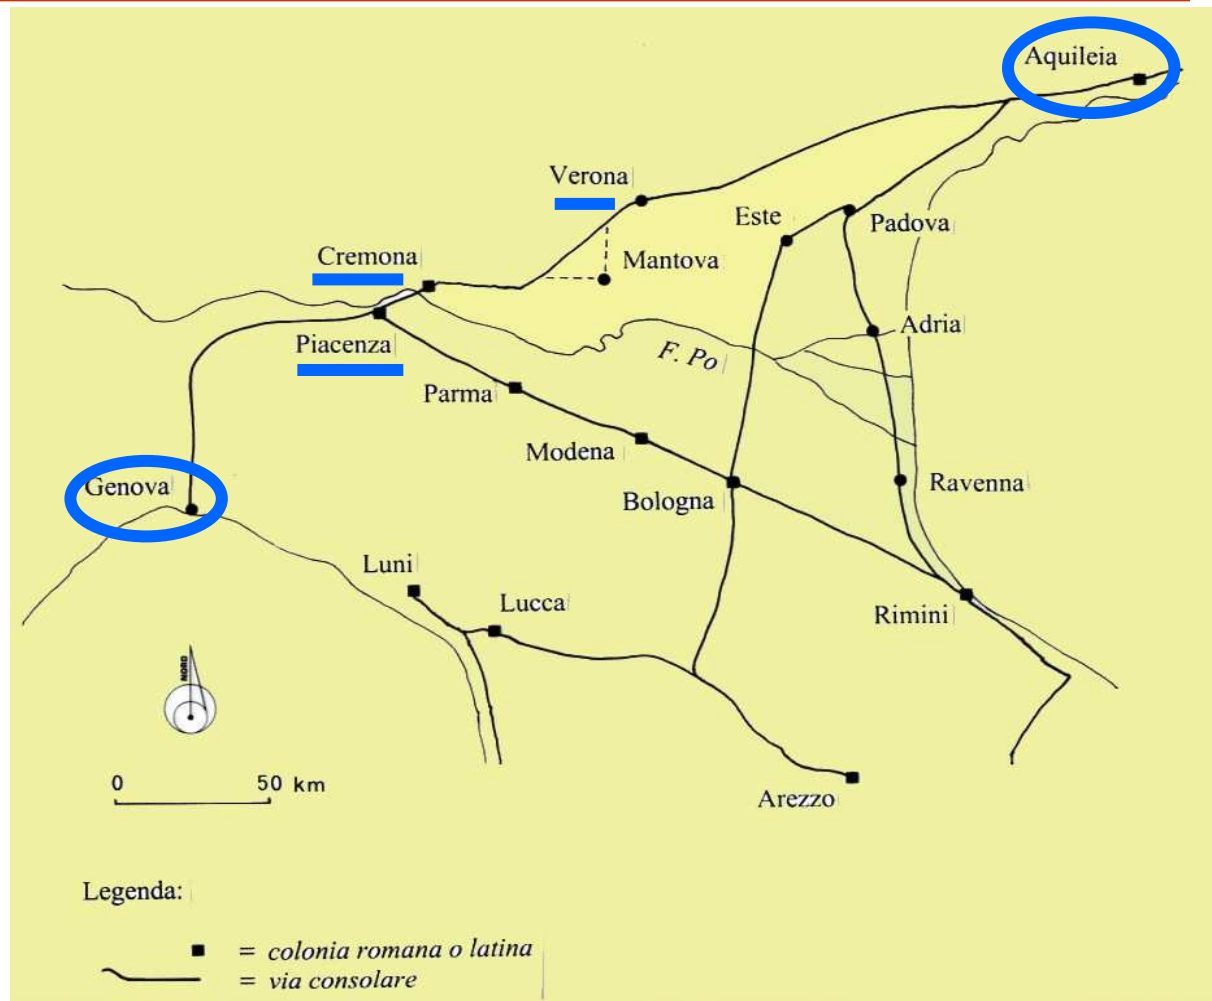 Aquileia
Verona
Este
Padova
Cremona
Mantova
Adria
Piacenza
F. Po
Parma
Modena
Genova
Bologna
Ravenna
Luni
Lucca
Rimini
NORD
0 50 km
Arezzo
Legenda:
= colonia romana o latina
= via consolare